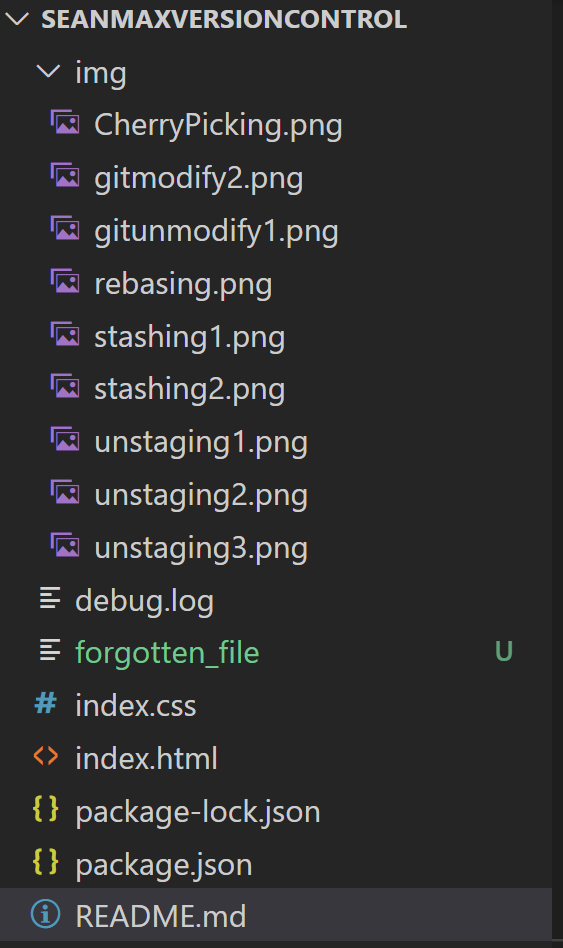 SEANMAXVERSIONCONTROL
img
CherryPicking.png
gitmodify2.png
gitunmodify1.png
rebasing.png
stashing1.png
stashing2.png
unstaging1.png
unstaging2.png
unstaging3.png
debug.log
forgotten_file U
# index.css
<> index.html
{} package-lock.json
{} package.json
README.md